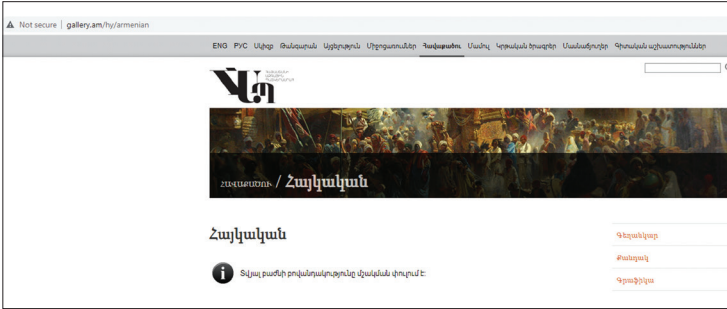 Not secure | gallery.am/hy/armenian
ENG РУС Սկիզբ Թանգարան Այցելություն Միջոցառումներ Հավաքածու Մամուլ Կրթական ծրագրեր Մասնաճյուղեր Գիտական աշխատություններ
ՀԱՎԱՔԱԾՈՒ / Հայկական
Հայկական
Տվյալ բաժնի բովանդակությունը մշակման փուլում է:
Գեղանկար
Քանդակ
Գրաֆիկա